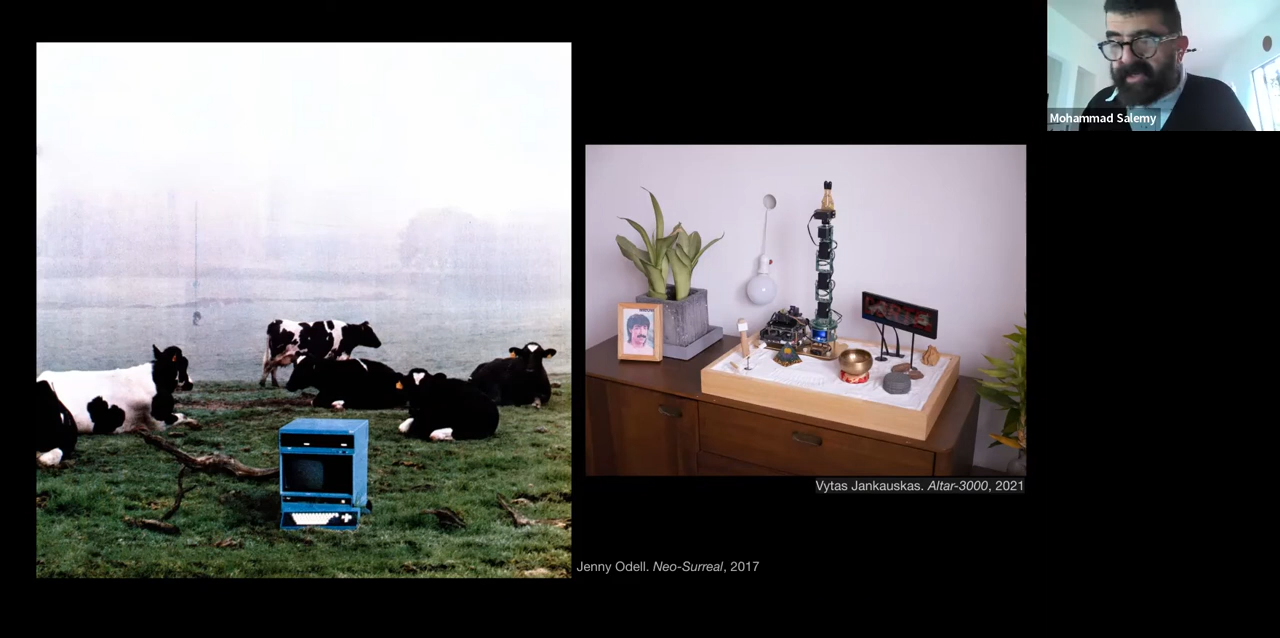 Mohammad Salemy
Vytas Jankauskas. Altar-3000, 2021
Jenny Odell. Neo-Surreal, 2017